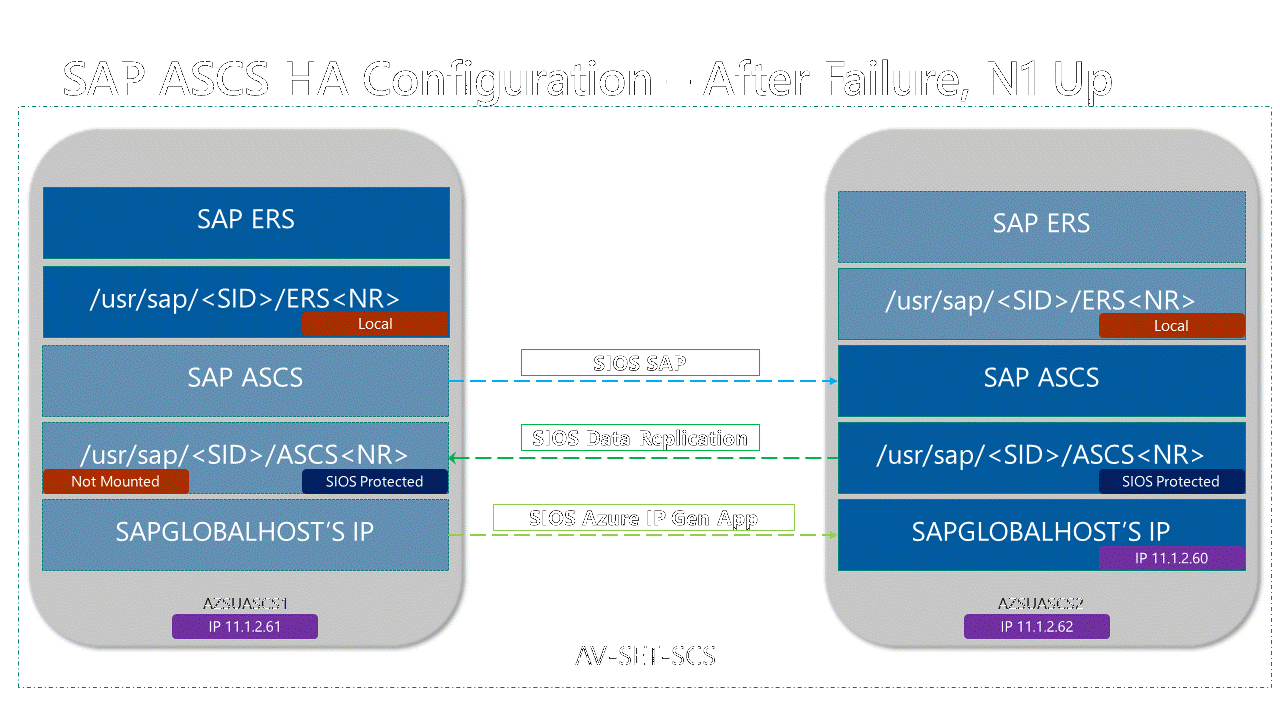 SAP ASCS HA Configuration – After Failure, N1 Up
SAP ERS
/usr/sap/<SID>/ERS<NR>
Local
SAP ASCS
/usr/sap/<SID>/ASCS<NR>
Not Mounted
SIOS Protected
SAPGLOBALHOST’S IP
AZSUASCS1
IP 11.1.2.61
SIOS SAP
SIOS Data Replication
SIOS Azure IP Gen App
SAP ERS
/usr/sap/<SID>/ERS<NR>
Local
SAP ASCS
/usr/sap/<SID>/ASCS<NR>
SIOS Protected
SAPGLOBALHOST’S IP
IP 11.1.2.60
AZSUASCS2
IP 11.1.2.62
AV-SET-SCS